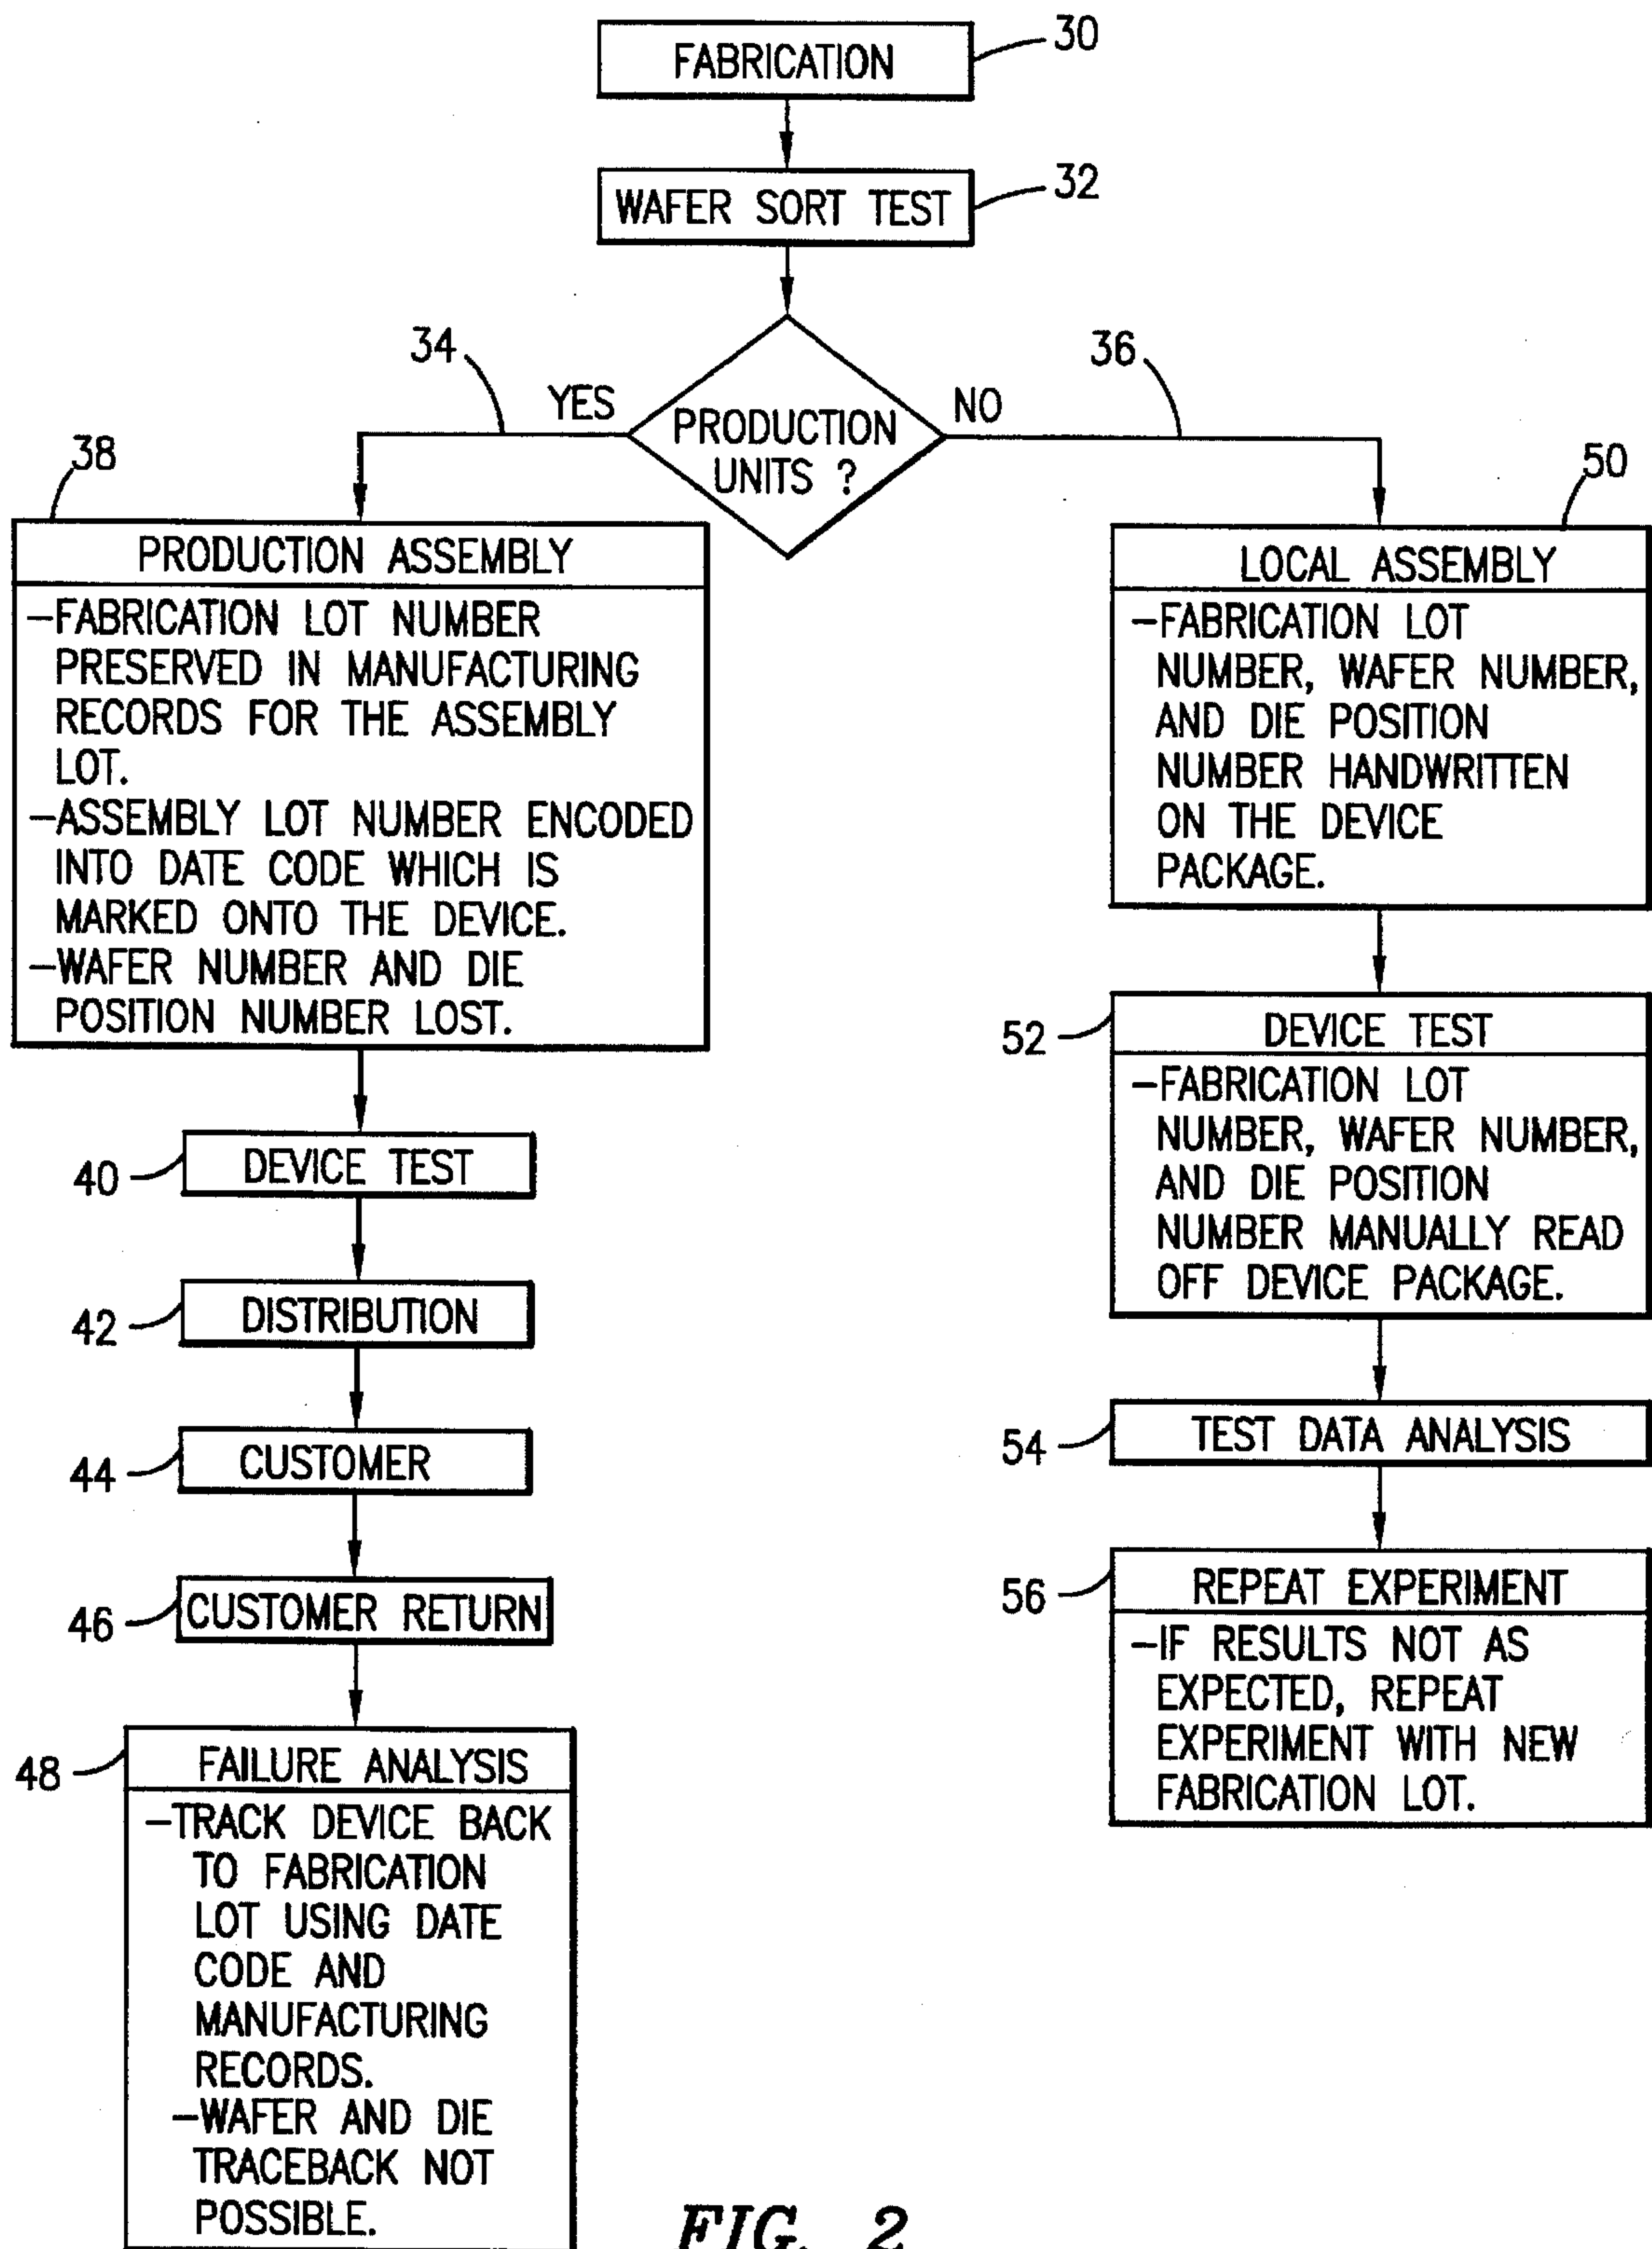 FABRICATION
30
WAFER SORT TEST
32
34
YES
PRODUCTION
UNITS ?
NO
36
38
PRODUCTION ASSEMBLY
–FABRICATION LOT NUMBER
PRESERVED IN MANUFACTURING
RECORDS FOR THE ASSEMBLY
LOT.
–ASSEMBLY LOT NUMBER ENCODED
INTO DATE CODE WHICH IS
MARKED ONTO THE DEVICE.
–WAFER NUMBER AND DIE
POSITION NUMBER LOST.
40
DEVICE TEST
42
DISTRIBUTION
44
CUSTOMER
46
CUSTOMER RETURN
48
FAILURE ANALYSIS
–TRACK DEVICE BACK
TO FABRICATION
LOT USING DATE
CODE AND
MANUFACTURING
RECORDS.
–WAFER AND DIE
TRACEBACK NOT
POSSIBLE.
50
LOCAL ASSEMBLY
–FABRICATION LOT
NUMBER, WAFER NUMBER,
AND DIE POSITION
NUMBER HANDWRITTEN
ON THE DEVICE
PACKAGE.
52
DEVICE TEST
–FABRICATION LOT
NUMBER, WAFER NUMBER,
AND DIE POSITION
NUMBER MANUALLY READ
OFF DEVICE PACKAGE.
54
TEST DATA ANALYSIS
56
REPEAT EXPERIMENT
–IF RESULTS NOT AS
EXPECTED, REPEAT
EXPERIMENT WITH NEW
FABRICATION LOT.
FIG. 2